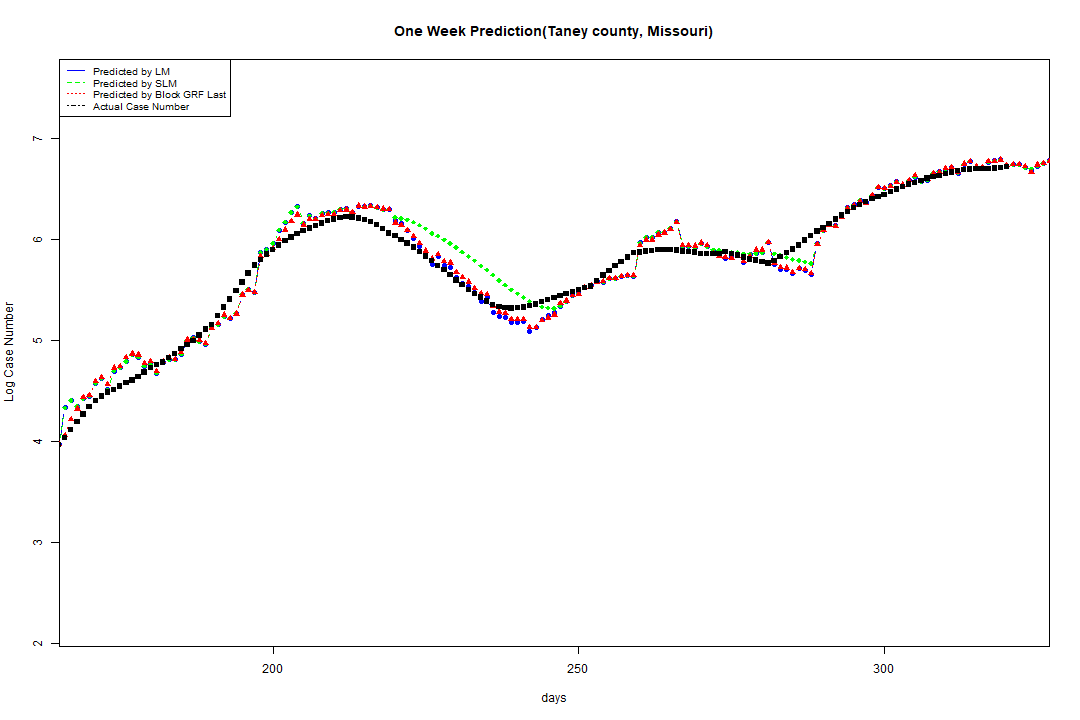 One Week Prediction(Taney county, Missouri)
Predicted by LM
Predicted by SLM
Predicted by Block GRF Last
Actual Case Number
7
6
5
4
3
2
Log Case Number
200
250
300
days